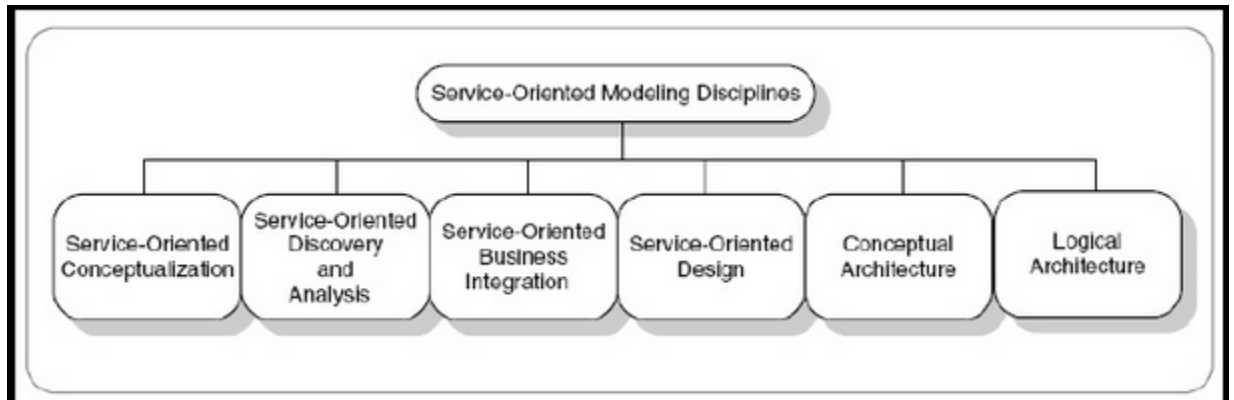 Service-Oriented Modeling Disciplines
Service-Oriented
Conceptualization
Service-Oriented
Discovery
and
Analysis
Service-Oriented
Business
Integration
Service-Oriented
Design
Conceptual
Architecture
Logical
Architecture